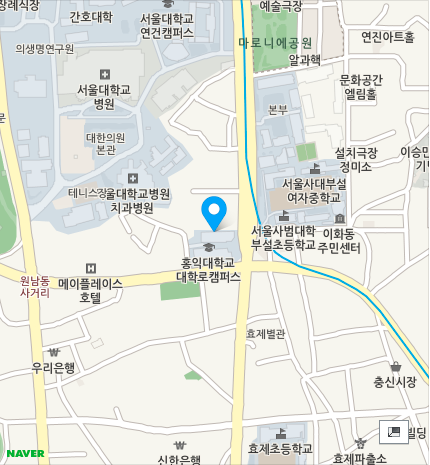 장례식장
간호대학
서울대학교
연건캠퍼스
예술극장
연진아트홀
의생명연구원
마로니에공원
알과핵
서울대학교
병원
문화공간
엘림홀
본부
문
대한의원
본관
설치극장
정미소
이승만
기
테니스장
울대학교병원
치과병원
서울사대부설
여자중학교
서울사범대학
부설초등학교
이화동
주민센터
홍익대학교
대학로캠퍼스
원남동
사거리
메이플레이스
호텔
효제별관
우리은행
충신시장
빌딩
신한은행
효제초등학교
효제파출소
NAVER